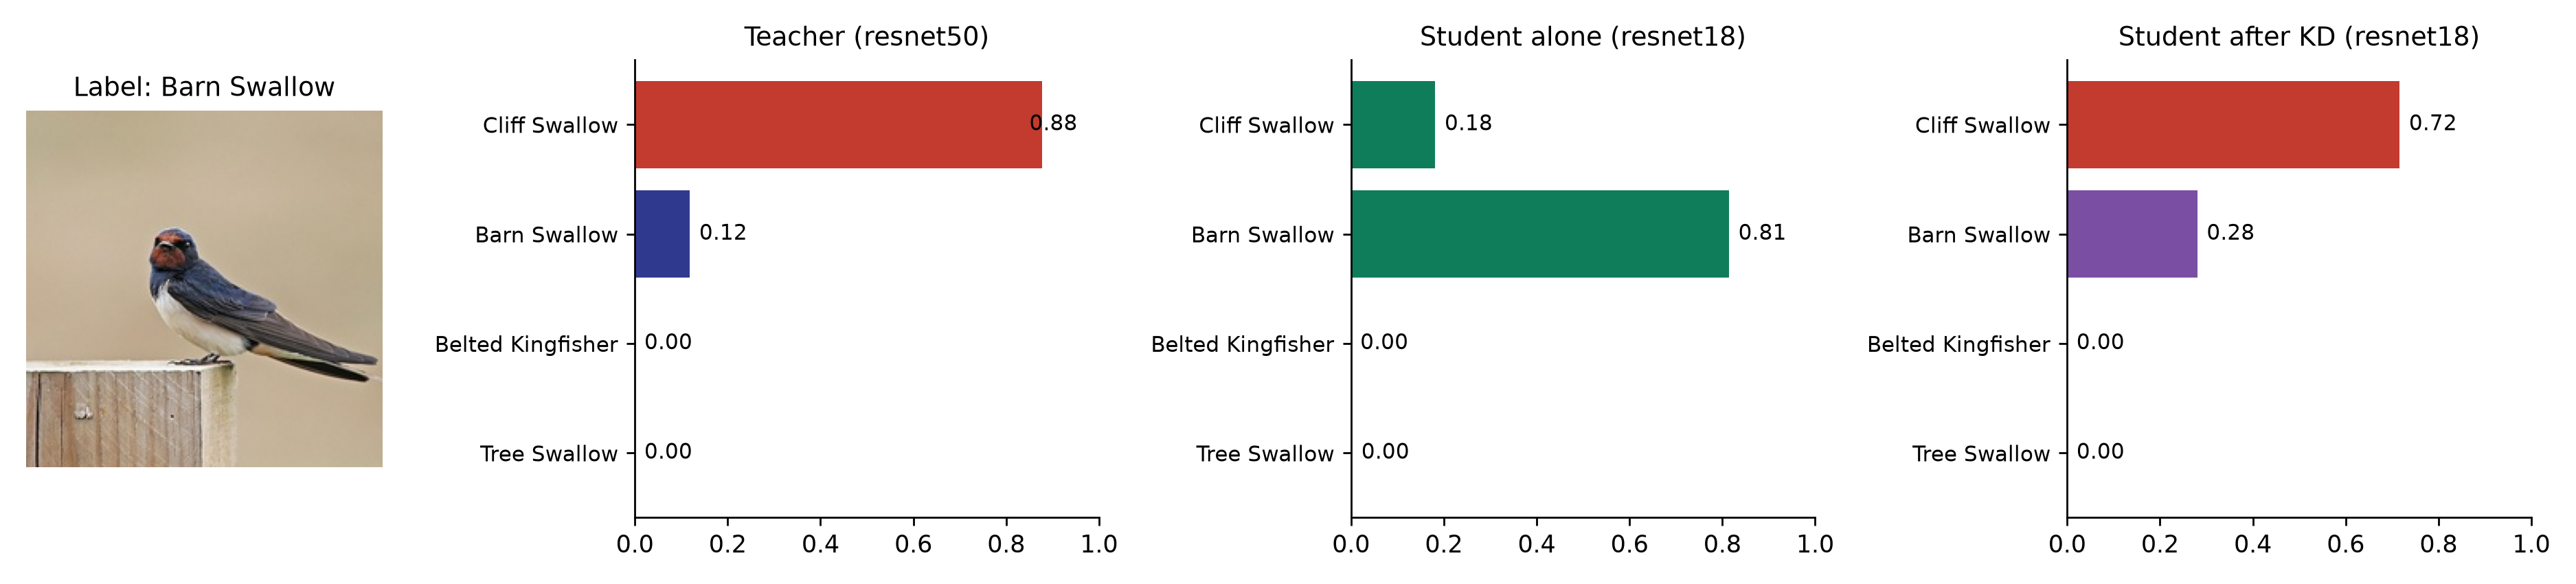 Label: Barn Swallow
Teacher (resnet50)
Cliff Swallow
0.88
Barn Swallow
0.12
Belted Kingfisher
0.00
Tree Swallow
0.00
0.0 0.2 0.4 0.6 0.8 1.0
Student alone (resnet18)
Cliff Swallow
0.18
Barn Swallow
0.81
Belted Kingfisher
0.00
Tree Swallow
0.00
0.0 0.2 0.4 0.6 0.8 1.0
Student after KD (resnet18)
Cliff Swallow
0.72
Barn Swallow
0.28
Belted Kingfisher
0.00
Tree Swallow
0.00
0.0 0.2 0.4 0.6 0.8 1.0